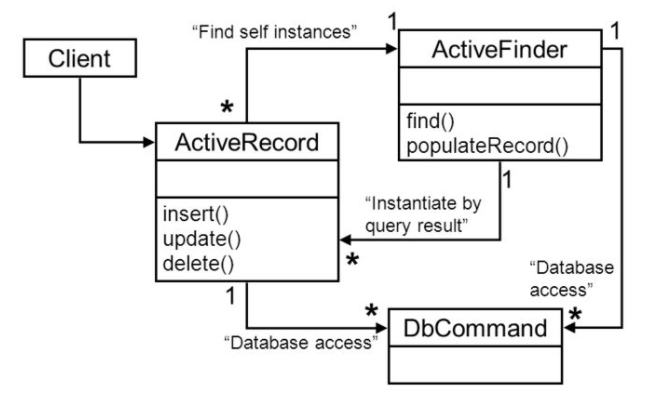 Client
“Find self instances”
1
ActiveFinder
1
*
ActiveRecord
find()
populateRecord()
insert()
update()
delete()
1
“Instantiate by
query result”
*
1
“Database access”
*
“Database
access”
*
DbCommand